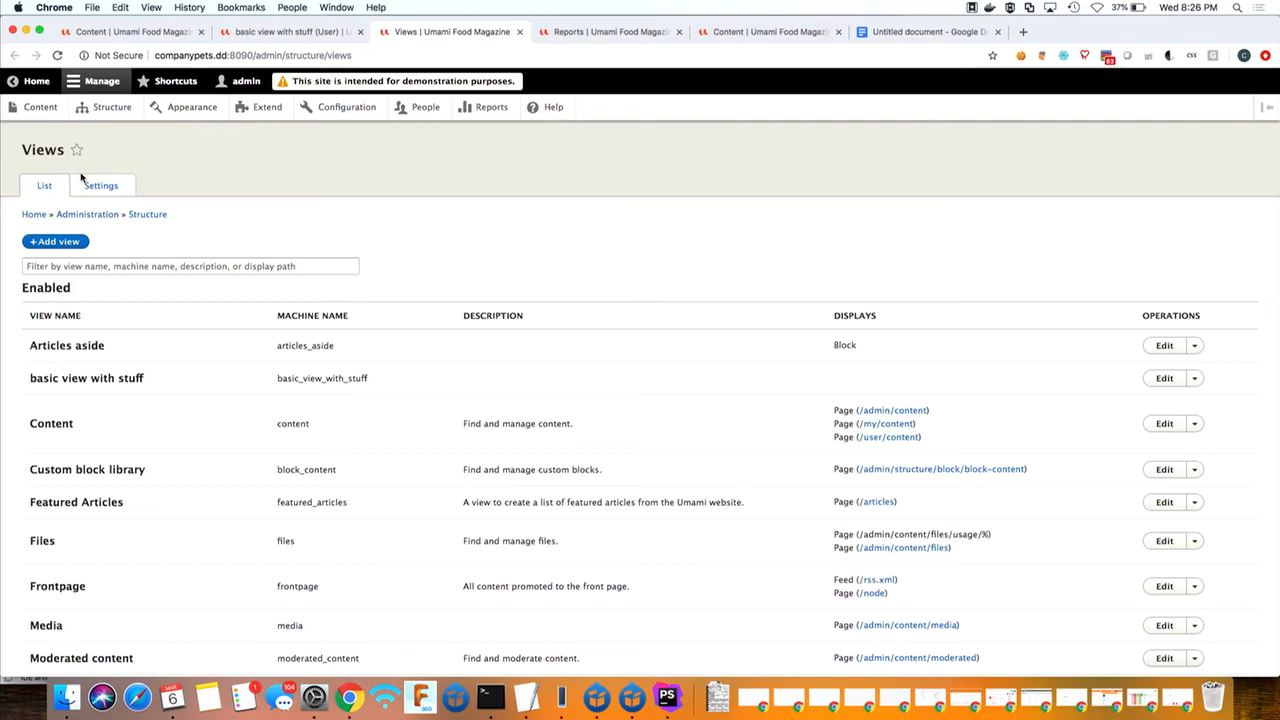 Chrome File Edit View History Bookmarks People Window Help 37% Wed 8:26 PM
Content | Umami Food Magazi × basic view with stuff (User) | U × Views | Umami Food Magazine × Reports | Umami Food Magazi × Content | Umami Food Magazi × Untitled document - Google Do ×
Not Secure companypets.dd:8090/admin/structure/views 63 CSS C
Home Manage Shortcuts admin This site is intended for demonstration purposes.
Content Structure Appearance Extend Configuration People Reports Help
Views
List Settings
Home » Administration » Structure
+ Add view
Filter by view name, machine name, description, or display path
Enabled
VIEW NAME MACHINE NAME DESCRIPTION DISPLAYS OPERATIONS
Articles aside articles_aside Block Edit
basic view with stuff basic_view_with_stuff Edit
Content content Find and manage content. Page (/admin/content) Edit
Page (/my/content)
Page (/user/content)
Custom block library block_content Find and manage custom blocks. Page (/admin/structure/block/block-content) Edit
Featured Articles featured_articles A view to create a list of featured articles from the Umami website. Page (/articles) Edit
Files files Find and manage files. Page (/admin/content/files/usage/%) Edit
Page (/admin/content/files)
Frontpage frontpage All content promoted to the front page. Feed (/rss.xml) Edit
Page (/node)
Media media Page (/admin/content/media) Edit
Moderated content moderated_content Find and moderate content. Page (/admin/content/moderated) Edit
MAR 6 1 104 F 360 PS